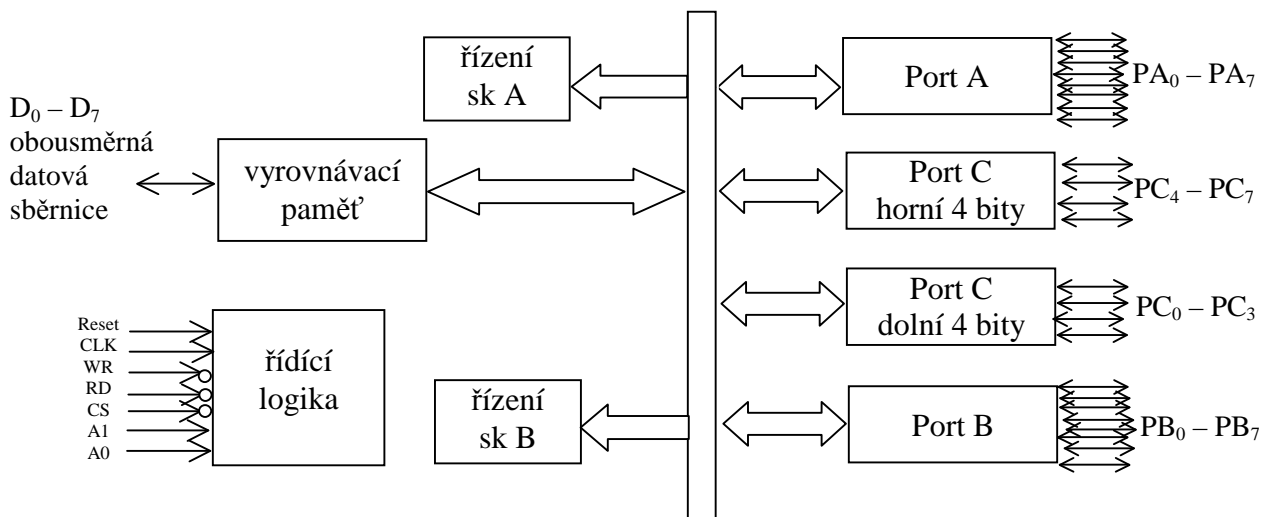 řízení
sk A
Port A
PA₀ – PA₇
D₀ – D₇
obousměrná
datová
sběrnice
vyrovnávací
paměť
Port C
horní 4 bity
PC₄ – PC₇
Port C
dolní 4 bity
PC₀ – PC₃
Reset
CLK
WR
RD
CS
A1
A0
řídící
logika
řízení
sk B
Port B
PB₀ – PB₇